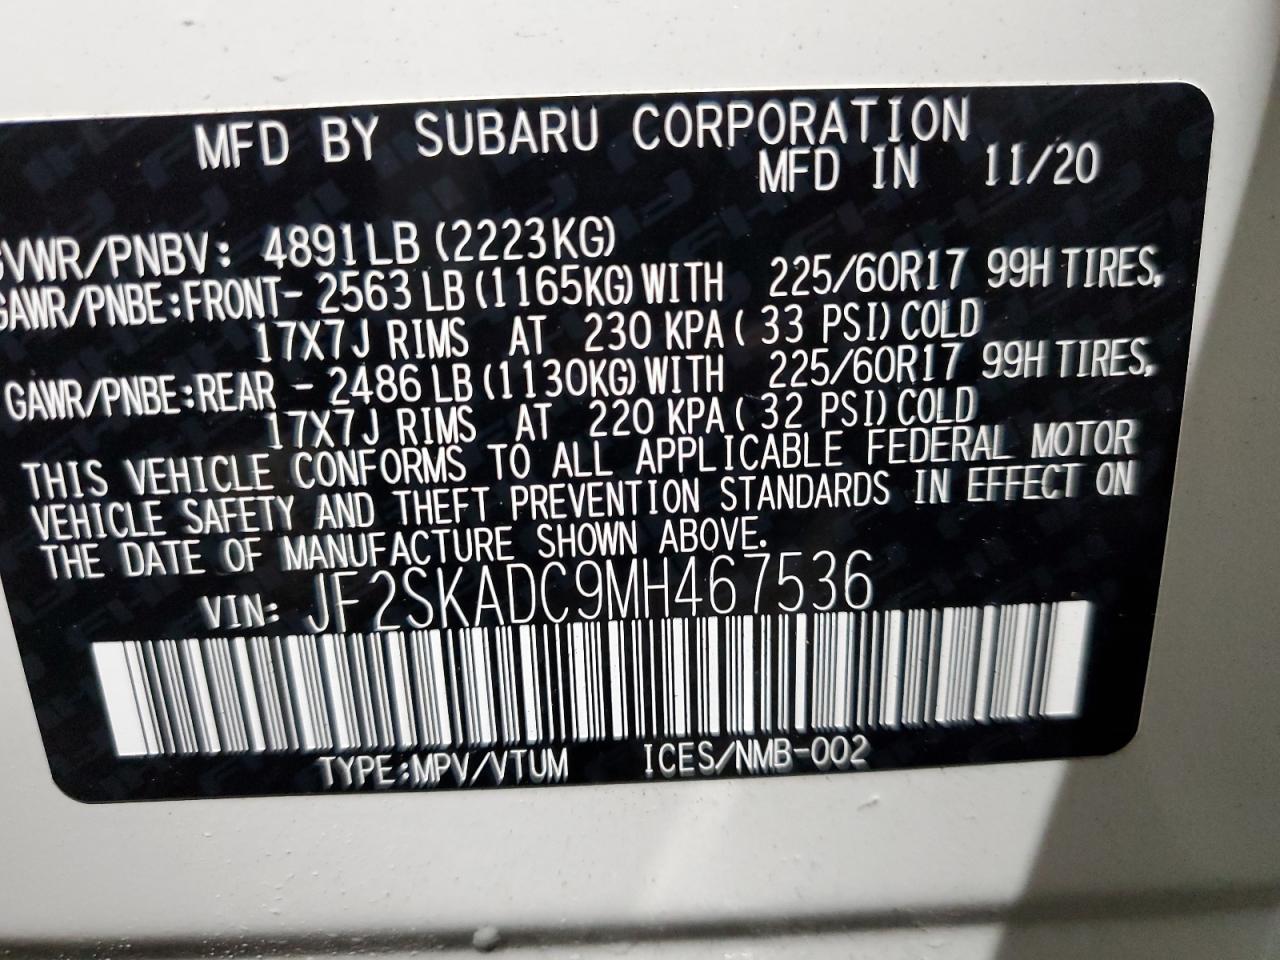 MFD BY SUBARU CORPORATION
MFD IN 11/20
GVWR/PNBV: 4891LB (2223KG)
GAWR/PNBE:FRONT- 2563 LB (1165KG) WITH 225/60R17 99H TIRES,
17X7J RIMS AT 230 KPA ( 33 PSI) COLD
GAWR/PNBE:REAR - 2486 LB (1130KG) WITH 225/60R17 99H TIRES,
17X7J RIMS AT 220 KPA ( 32 PSI) COLD
THIS VEHICLE CONFORMS TO ALL APPLICABLE FEDERAL MOTOR
VEHICLE SAFETY AND THEFT PREVENTION STANDARDS IN EFFECT ON
THE DATE OF MANUFACTURE SHOWN ABOVE.
VIN: JF2SKADC9MH467536
TYPE:MPV/VTUM ICES/NMB-002